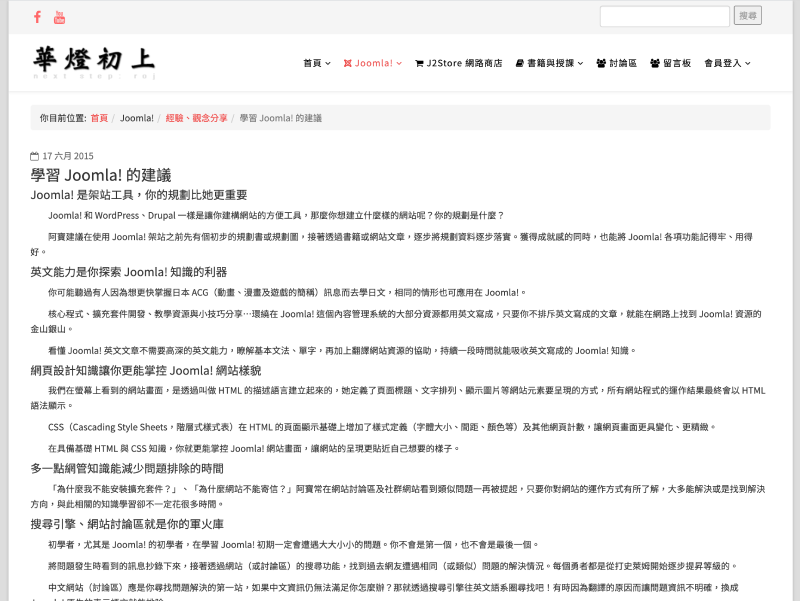 搜尋
華燈初上
next step: roj
首頁 Joomla! J2Store 網路商店 書籍與授課 討論區 留言板 會員登入
你目前位置: 首頁 / Joomla! / 經驗、觀念分享 / 學習 Joomla! 的建議
17 六月 2015
學習 Joomla! 的建議
Joomla! 是架站工具，你的規劃比她更重要
Joomla! 和 WordPress、Drupal 一樣是讓你建構網站的方便工具，那麼你想建立什麼樣的網站呢？你的規劃是什麼？
阿寶建議在使用 Joomla! 架站之前先有個初步的規劃書或規劃圖，接著透過書籍或網站文章，逐步將規劃資料逐步落實。獲得成就感的同時，也能將 Joomla! 各項功能記得牢、用得
好。
英文能力是你探索 Joomla! 知識的利器
你可能聽過有人因為想更快掌握日本 ACG（動畫、漫畫及遊戲的簡稱）訊息而去學日文，相同的情形也可應用在 Joomla!。
核心程式、擴充套件開發、教學資源與小技巧分享…環繞在 Joomla! 這個內容管理系統的大部分資源都用英文寫成，只要你不排斥英文寫成的文章，就能在網路上找到 Joomla! 資源的
金山銀山。
看懂 Joomla! 英文文章不需要高深的英文能力，瞭解基本文法、單字，再加上翻譯網站資源的協助，持續一段時間就能吸收英文寫成的 Joomla! 知識。
網頁設計知識讓你更能掌控 Joomla! 網站樣貌
我們在螢幕上看到的網站畫面，是透過叫做 HTML 的描述語言建立起來的，她定義了頁面標題、文字排列、顯示圖片等網站元素要呈現的方式，所有網站程式的運作結果最終會以 HTML
語法顯示。
CSS（Cascading Style Sheets，階層式樣式表）在 HTML 的頁面顯示基礎上增加了樣式定義（字體大小、間距、顏色等）及其他網頁計數，讓網頁畫面更具變化、更精緻。
在具備基礎 HTML 與 CSS 知識，你就更能掌控 Joomla! 網站畫面，讓網站的呈現更貼近自己想要的樣子。
多一點網管知識能減少問題排除的時間
「為什麼我不能安裝擴充套件？」、「為什麼網站不能寄信？」阿寶常在網站討論區及社群網站看到類似問題一再被提起，只要你對網站的運作方式有所了解，大多能解決或是找到解決
方向，與此相關的知識學習卻不一定花很多時間。
搜尋引擎、網站討論區就是你的軍火庫
初學者，尤其是 Joomla! 的初學者，在學習 Joomla! 初期一定會遭遇大大小小的問題。你不會是第一個，也不會是最後一個。
將問題發生時看到的訊息抄錄下來，接著透過網站（或討論區）的搜尋功能，找到過去網友遭遇相同（或類似）問題的解決情況。每個勇者都是從打史萊姆開始逐步提昇等級的。
中文網站（討論區）應是你尋找問題解決的第一站，如果中文資訊仍無法滿足你怎麼辦？那就透過搜尋引擎往英文語系圈尋找吧！有時因為翻譯的原因而讓問題資訊不明確，換成